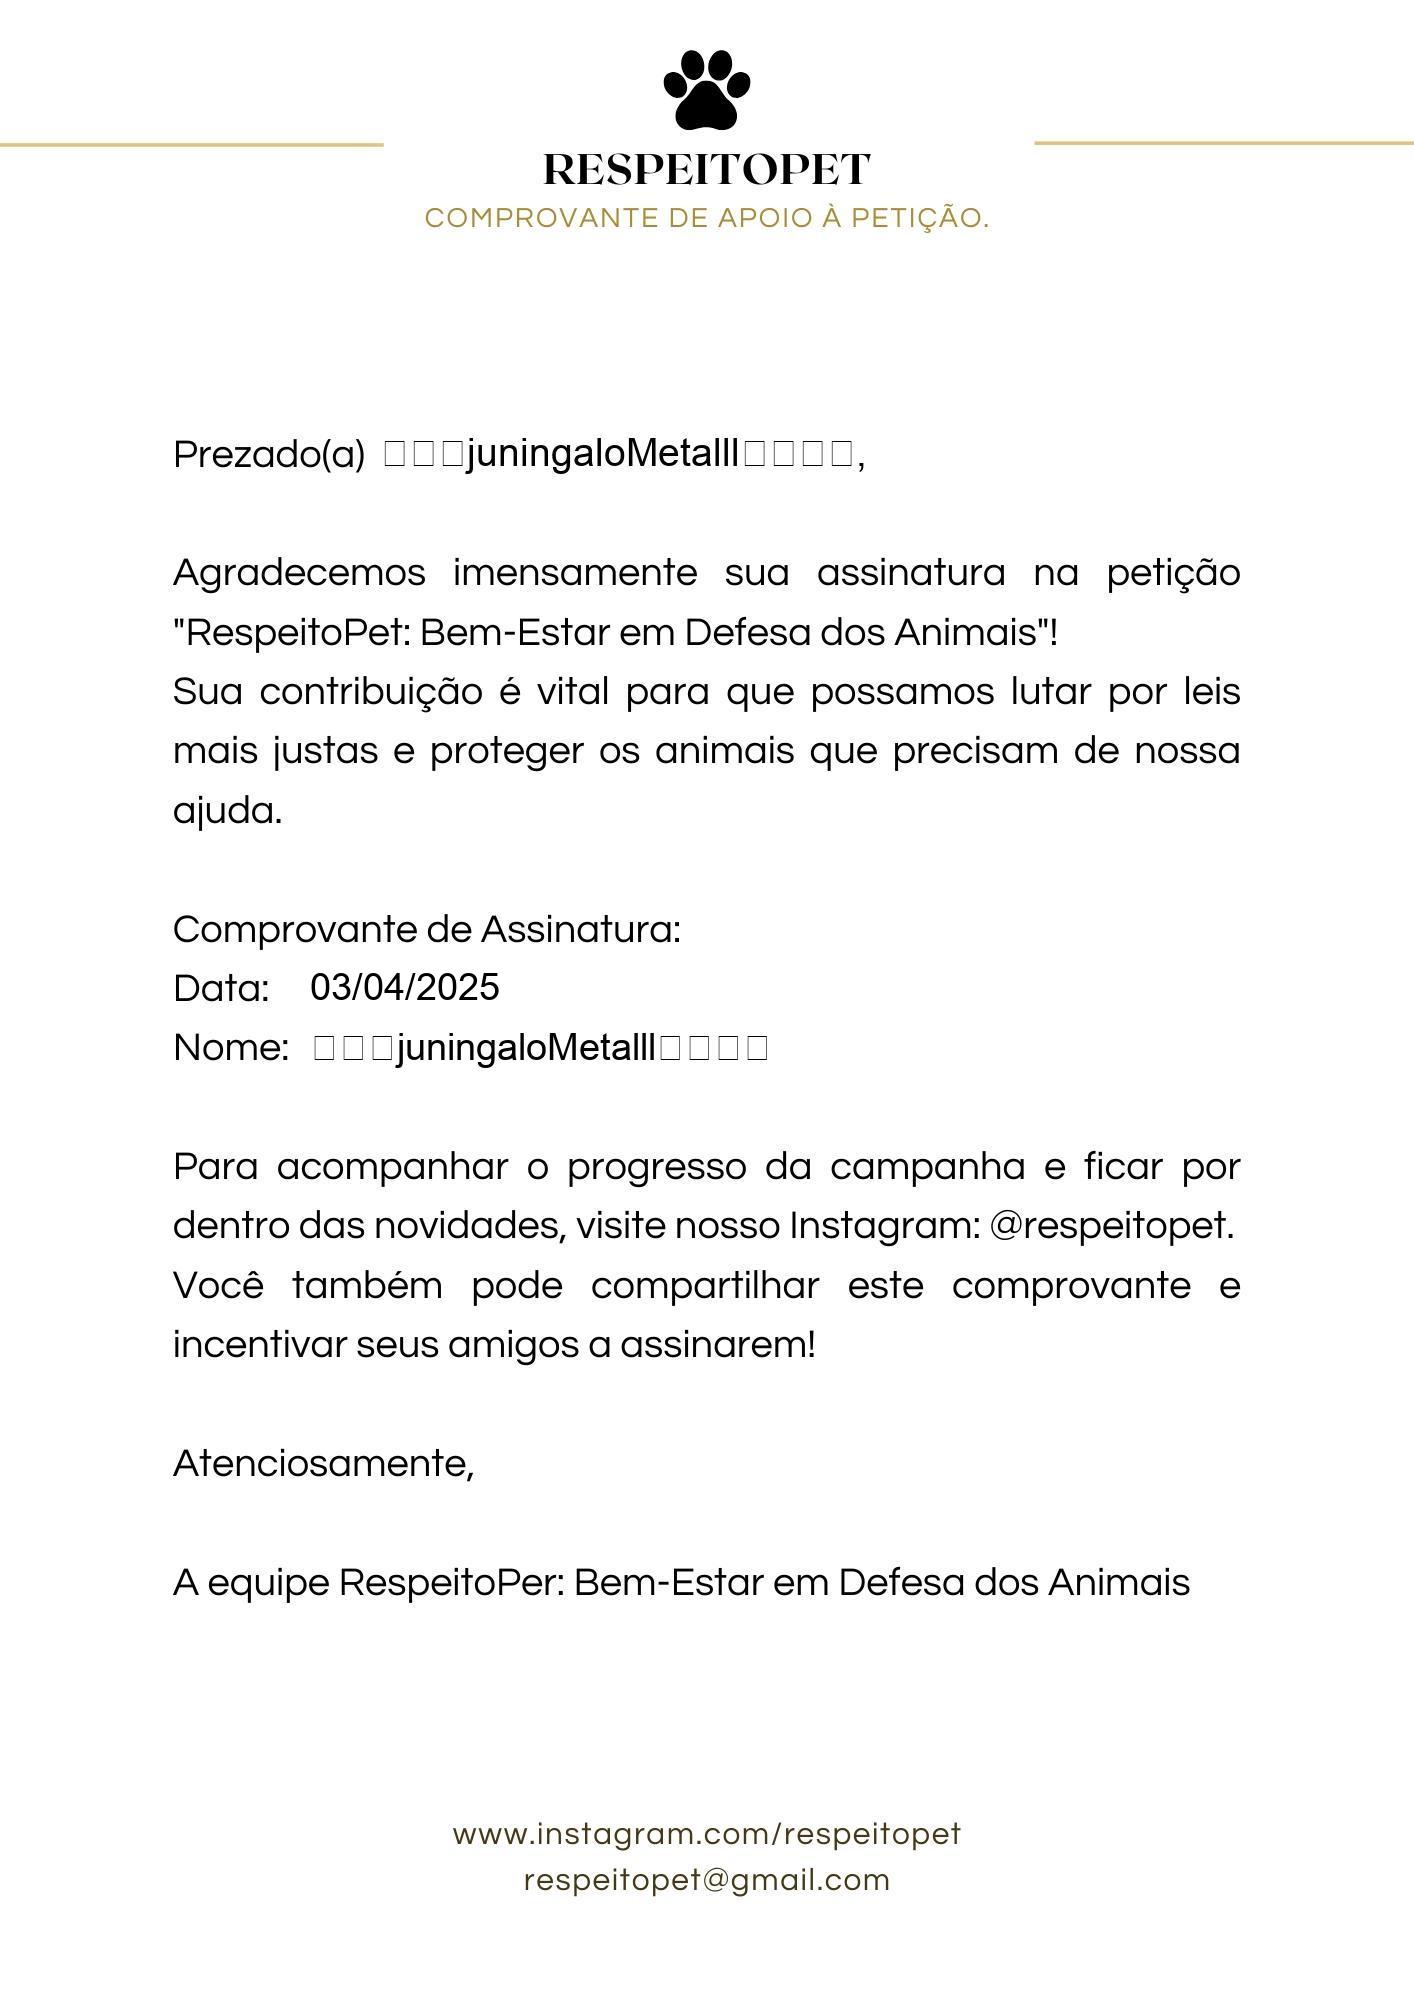 RESPEITOPET
COMPROVANTE DE APOIO À PETIÇÃO.
Prezado(a) □□□juningaloMetalll□□□□,
Agradecemos imensamente sua assinatura na petição
"RespeitoPet: Bem-Estar em Defesa dos Animais"!
Sua contribuição é vital para que possamos lutar por leis
mais justas e proteger os animais que precisam de nossa
ajuda.
Comprovante de Assinatura:
Data: 03/04/2025
Nome: □□□juningaloMetalll□□□□
Para acompanhar o progresso da campanha e ficar por
dentro das novidades, visite nosso Instagram: @respeitopet.
Você também pode compartilhar este comprovante e
incentivar seus amigos a assinarem!
Atenciosamente,
A equipe RespeitoPer: Bem-Estar em Defesa dos Animais
www.instagram.com/respeitopet
respeitopet@gmail.com